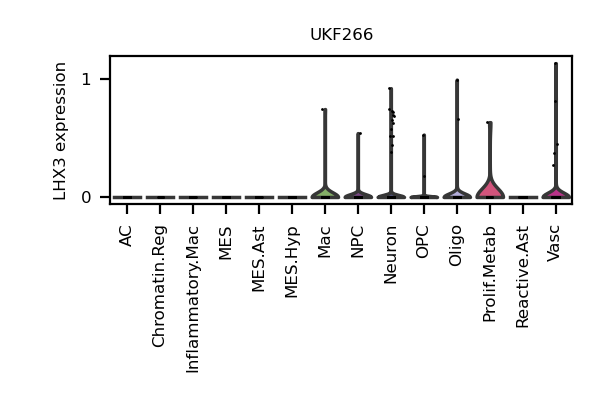 UKF266
LHX3 expression
1
0
AC
Chromatin.Reg
Inflammatory.Mac
MES
MES.Ast
MES.Hyp
Mac
NPC
Neuron
OPC
Oligo
Prolif.Metab
Reactive.Ast
Vasc